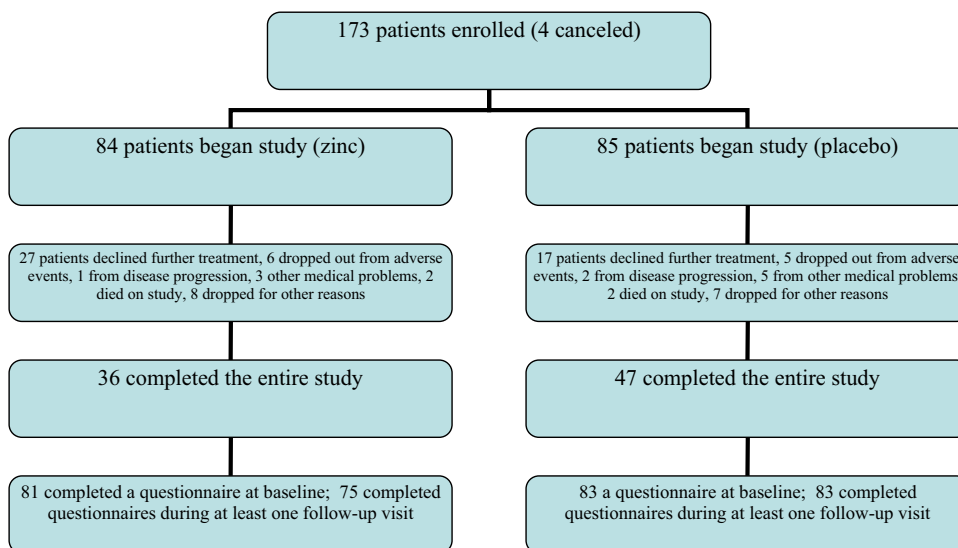 173 patients enrolled (4 canceled)
84 patients began study (zinc)
85 patients began study (placebo)
27 patients declined further treatment, 6 dropped out from adverse
events, 1 from disease progression, 3 other medical problems, 2
died on study, 8 dropped for other reasons
17 patients declined further treatment, 5 dropped out from adverse
events, 2 from disease progression, 5 from other medical problems
2 died on study, 7 dropped for other reasons
36 completed the entire study
47 completed the entire study
81 completed a questionnaire at baseline; 75 completed
questionnaires during at least one follow-up visit
83 a questionnaire at baseline; 83 completed
questionnaires during at least one follow-up visit